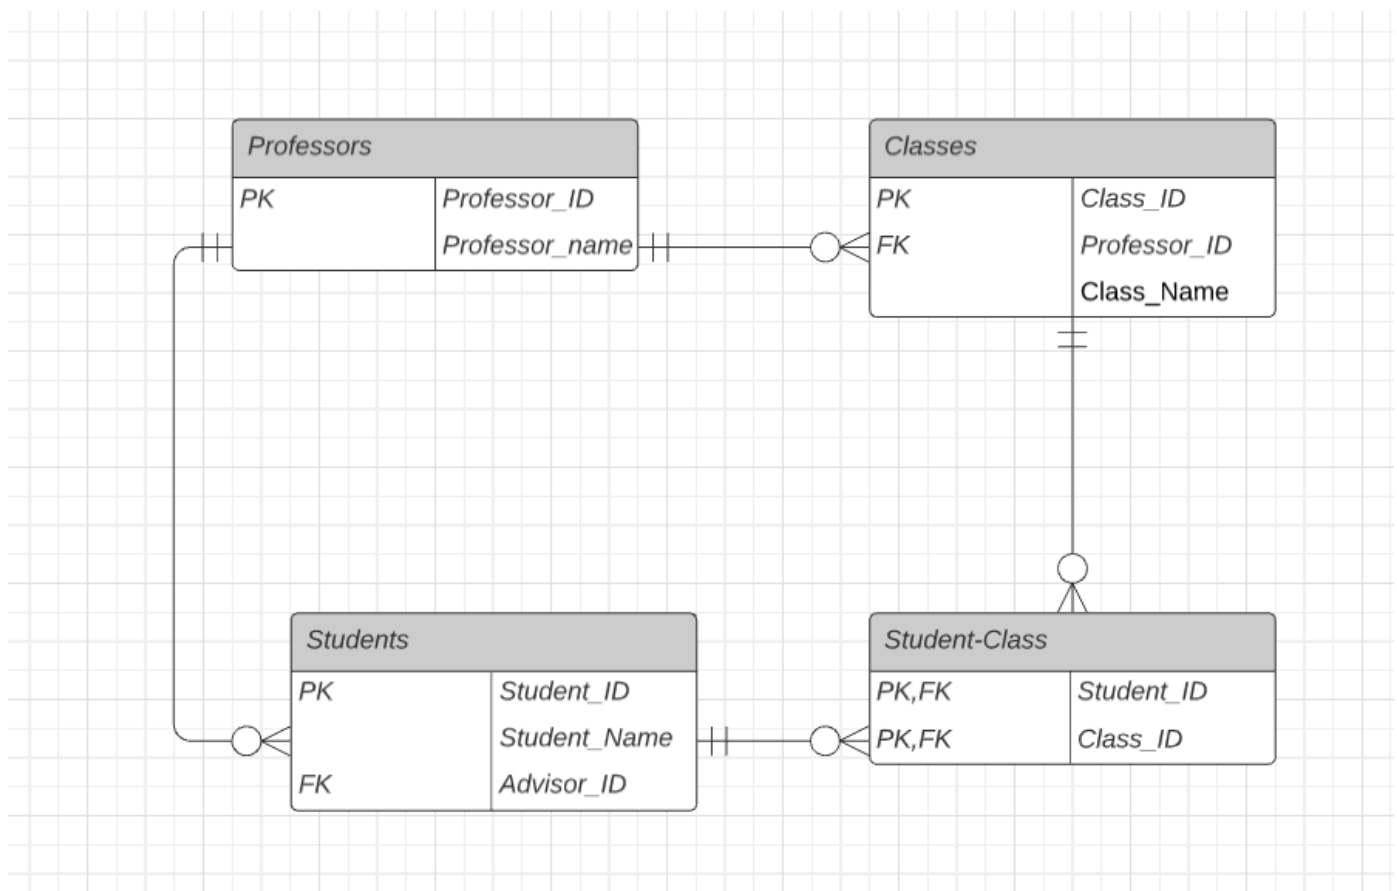 Professors
PK Professor_ID
Professor_name
Classes
PK Class_ID
FK Professor_ID
Class_Name
Students
PK Student_ID
Student_Name
FK Advisor_ID
Student-Class
PK,FK Student_ID
PK,FK Class_ID